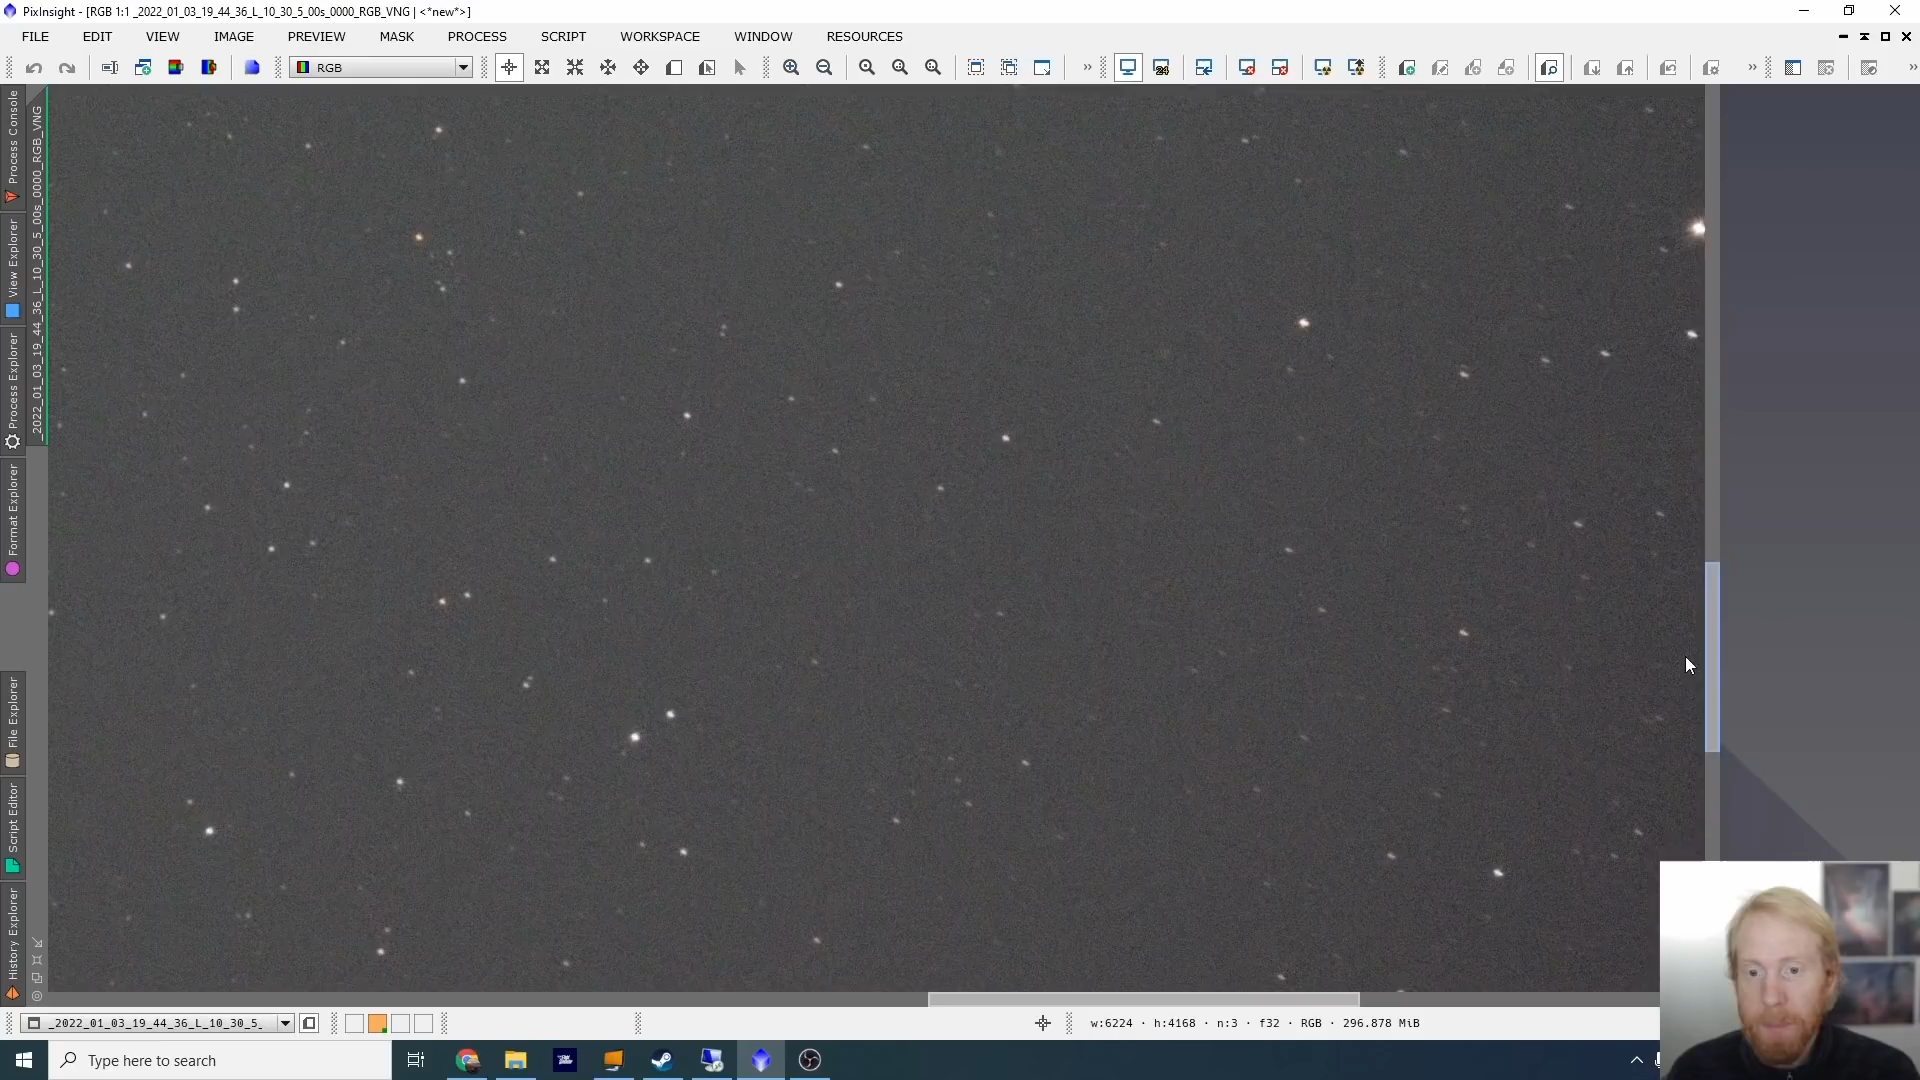 PixInsight - [RGB 1:1 _2022_01_03_19_44_36_L_10_30_5_00s_0000_RGB_VNG | <*new*>]
FILE EDIT VIEW IMAGE PREVIEW MASK PROCESS SCRIPT WORKSPACE WINDOW RESOURCES
24 RGB
Process Console
View Explorer
Process Explorer
Format Explorer
File Explorer
Script Editor
History Explorer
_2022_01_03_19_44_36_L_10_30_5_00s_0000_RGB_VNG
_2022_01_03_19_44_36_L_10_30_5_
w:6224 · h:4168 · n:3 · f32 · RGB · 296.878 MiB
Type here to search